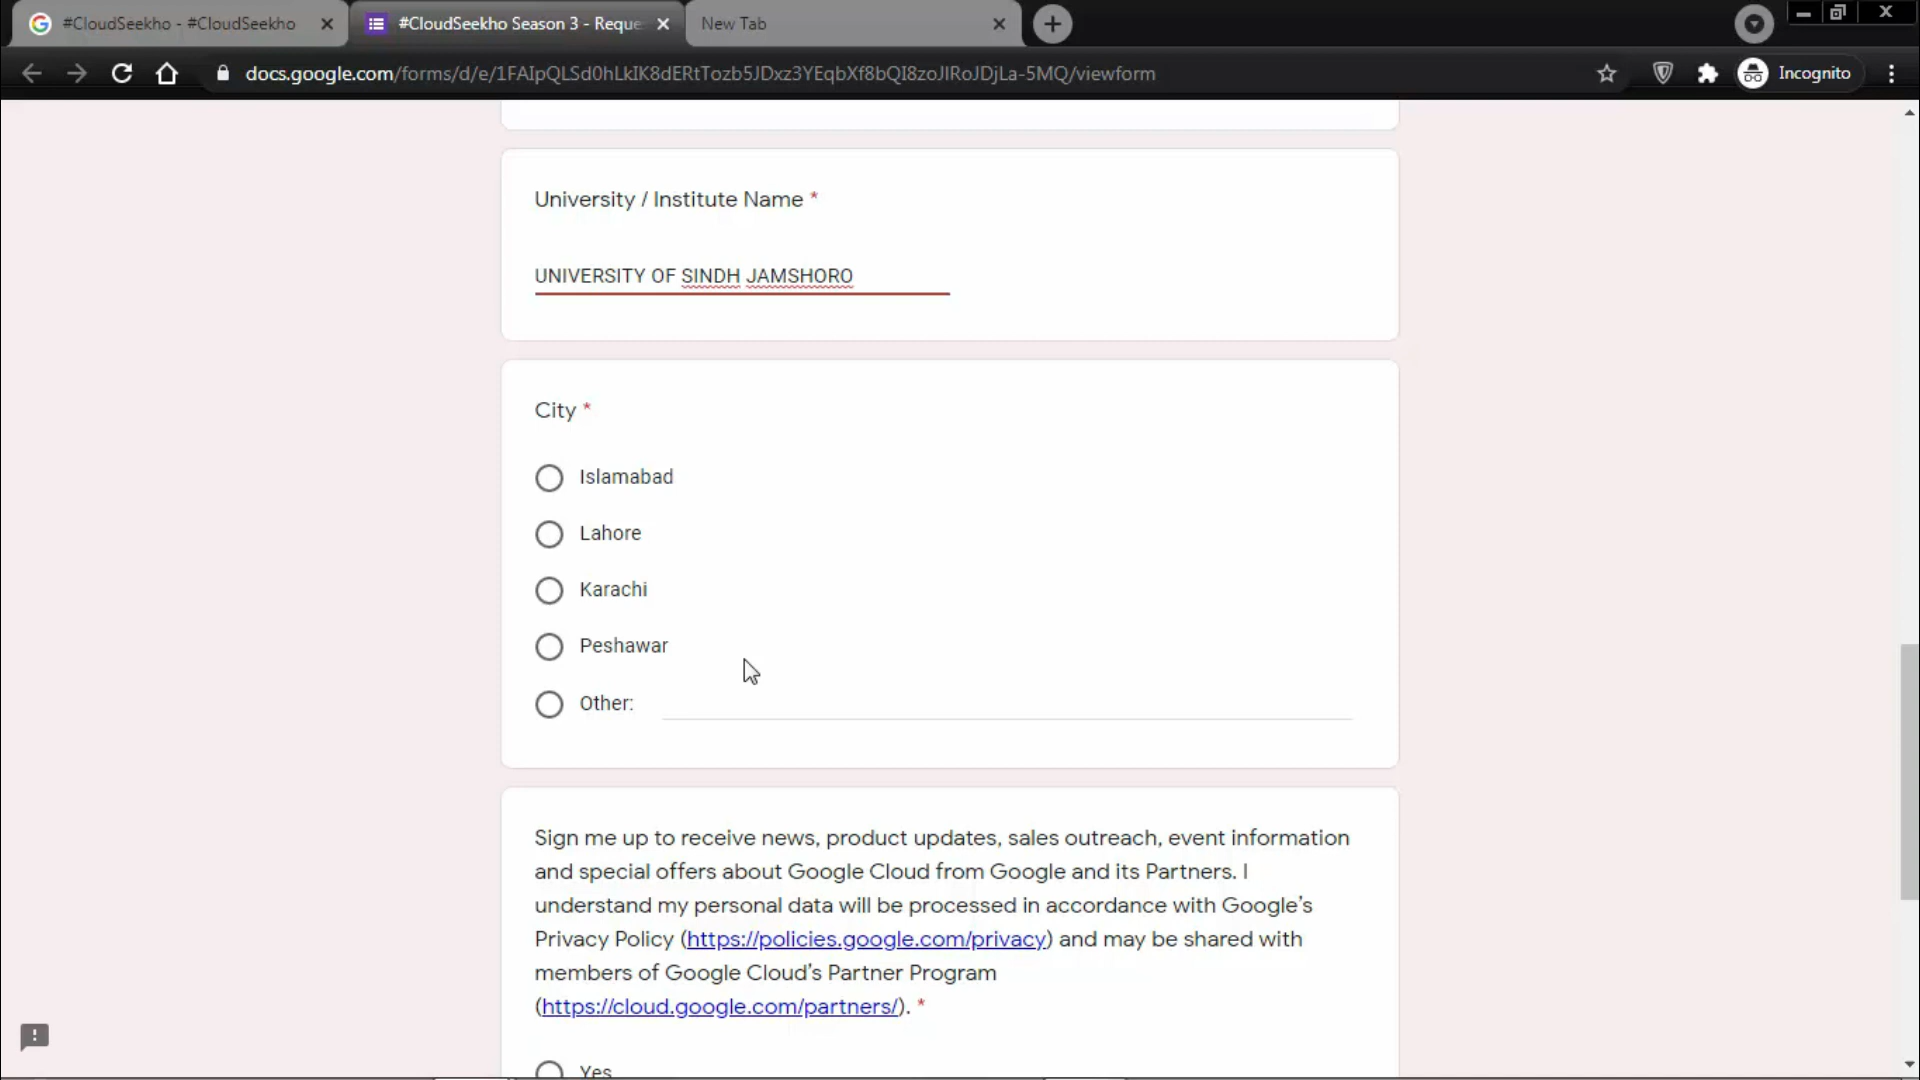 #CloudSeekho - #CloudSeekho
#CloudSeekho Season 3 - Reque
New Tab
docs.google.com/forms/d/e/1FAIpQLSd0hLkIK8dERtTozb5JDxz3YEqbXf8bQI8zoJIRoJDjLa-5MQ/viewform
Incognito
University / Institute Name *
UNIVERSITY OF SINDH JAMSHORO
City *
Islamabad
Lahore
Karachi
Peshawar
Other:
Sign me up to receive news, product updates, sales outreach, event information
and special offers about Google Cloud from Google and its Partners. I
understand my personal data will be processed in accordance with Google’s
Privacy Policy (https://policies.google.com/privacy) and may be shared with
members of Google Cloud’s Partner Program
(https://cloud.google.com/partners/). *
Yes